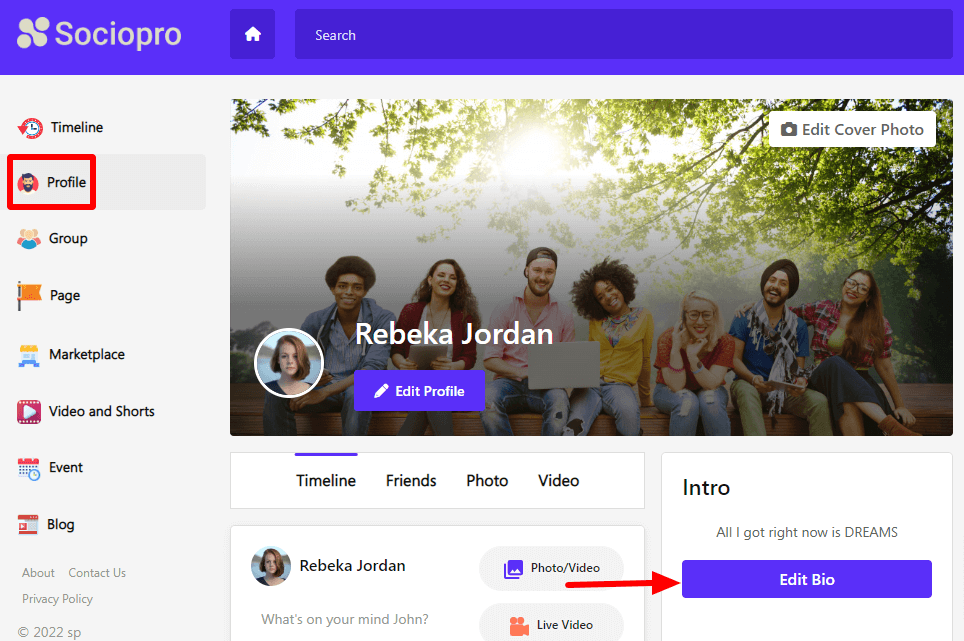 Sociopro
Search
Timeline
Profile
Group
Page
Marketplace
Video and Shorts
Event
Blog
About Contact Us
Privacy Policy
© 2022 sp
Edit Cover Photo
Rebeka Jordan
Edit Profile
Timeline Friends Photo Video
Rebeka Jordan
Photo/Video
What's on your mind John?
Live Video
Intro
All I got right now is DREAMS
Edit Bio